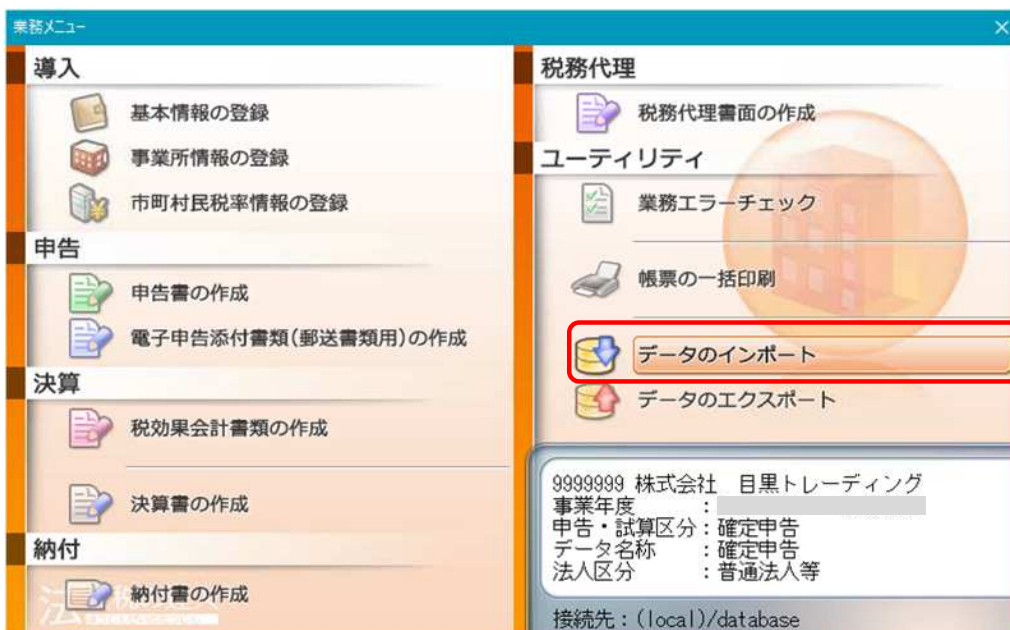 業務メニュー
導入
基本情報の登録
事業所情報の登録
市町村民税率情報の登録
申告
申告書の作成
電子申告添付書類(郵送書類用)の作成
決算
税効果会計書類の作成
決算書の作成
納付
納付書の作成
税務代理
税務代理書面の作成
ユーティリティ
業務エラーチェック
帳票の一括印刷
データのインポート
データのエクスポート
9999999 株式会社 目黒トレーディング
事業年度 :
申告・試算区分:確定申告
データ名称 :確定申告
法人区分 :普通法人等
接続先:(local)/database